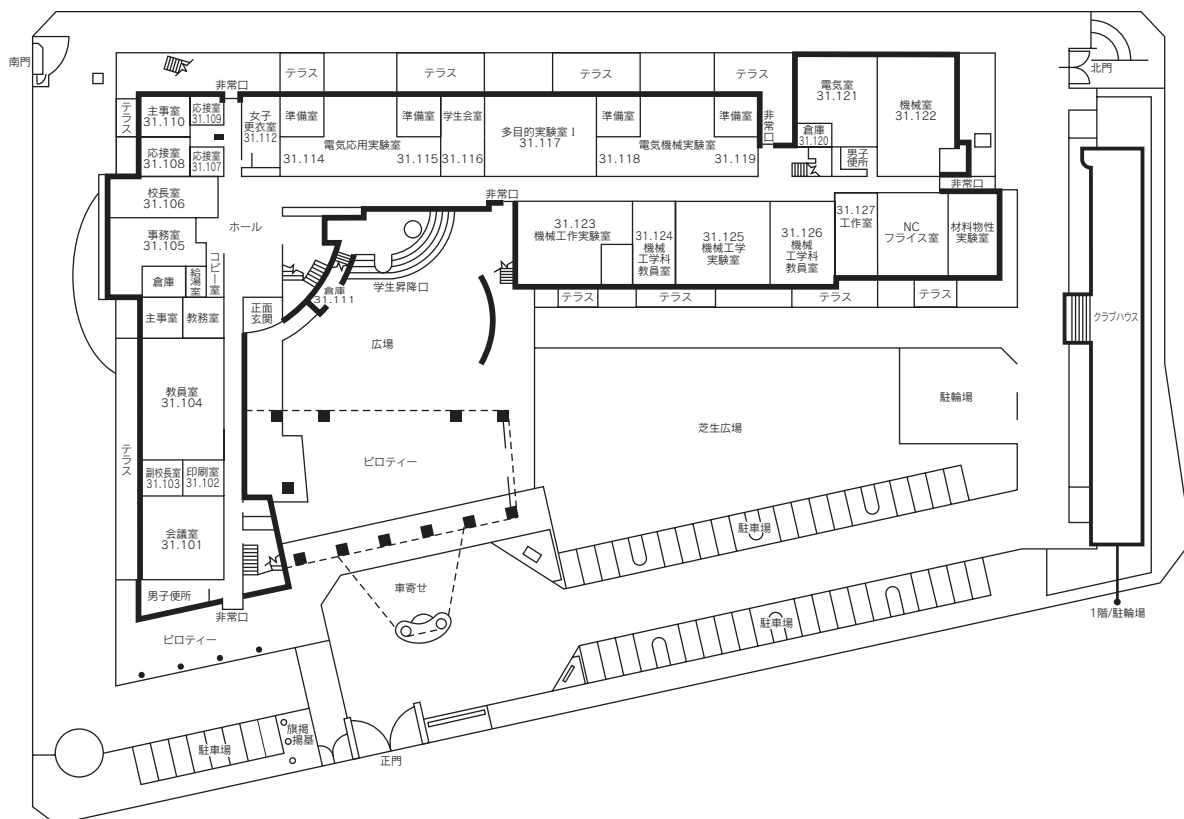 南門
北門
非常口
テラス
テラス
テラス
テラス
テラス
主事室
31.110
応接室
31.109
女子
更衣室
31.112
準備室
準備室
学生会室
多目的実験室Ⅰ
31.117
準備室
準備室
非常口
電気室
31.121
機械室
31.122
倉庫
31.120
男子
便所
応接室
31.108
応接室
31.107
31.114
電気応用実験室
31.115
31.116
31.118
電気機械実験室
31.119
校長室
31.106
ホール
非常口
非常口
事務室
31.105
コピー室
倉庫
給湯室
倉庫
31.111
学生昇降口
31.123
機械工作実験室
31.124
機械
工学科
教員室
31.125
機械工学
実験室
31.126
機械
工学科
教員室
31.127
工作室
NC
フライス室
材料物性
実験室
テラス
テラス
テラス
テラス
主事室
教務室
正面
玄関
広場
クラブハウス
教員室
31.104
テラス
駐輪場
芝生広場
ピロティー
副校長室
31.103
印刷室
31.102
会議室
31.101
男子便所
非常口
車寄せ
駐車場
駐車場
1階/駐輪場
ピロティー
駐車場
旗掲
揚基
正門